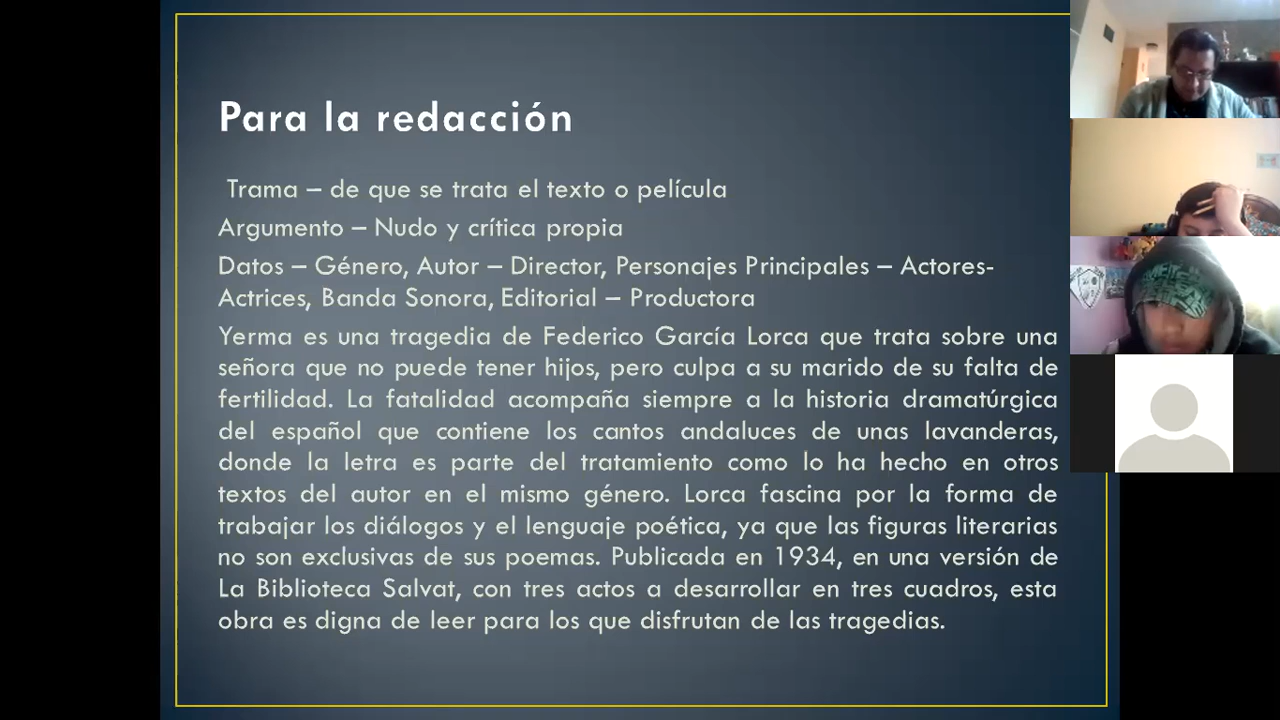 Para la redacción
Trama – de que se trata el texto o película
Argumento – Nudo y crítica propia
Datos – Género, Autor – Director, Personajes Principales – Actores-
Actrices, Banda Sonora, Editorial – Productora
Yerma es una tragedia de Federico García Lorca que trata sobre una
señora que no puede tener hijos, pero culpa a su marido de su falta de
fertilidad. La fatalidad acompaña siempre a la historia dramatúrgica
del español que contiene los cantos andaluces de unas lavanderas,
donde la letra es parte del tratamiento como lo ha hecho en otros
textos del autor en el mismo género. Lorca fascina por la forma de
trabajar los diálogos y el lenguaje poética, ya que las figuras literarias
no son exclusivas de sus poemas. Publicada en 1934, en una versión de
La Biblioteca Salvat, con tres actos a desarrollar en tres cuadros, esta
obra es digna de leer para los que disfrutan de las tragedias.